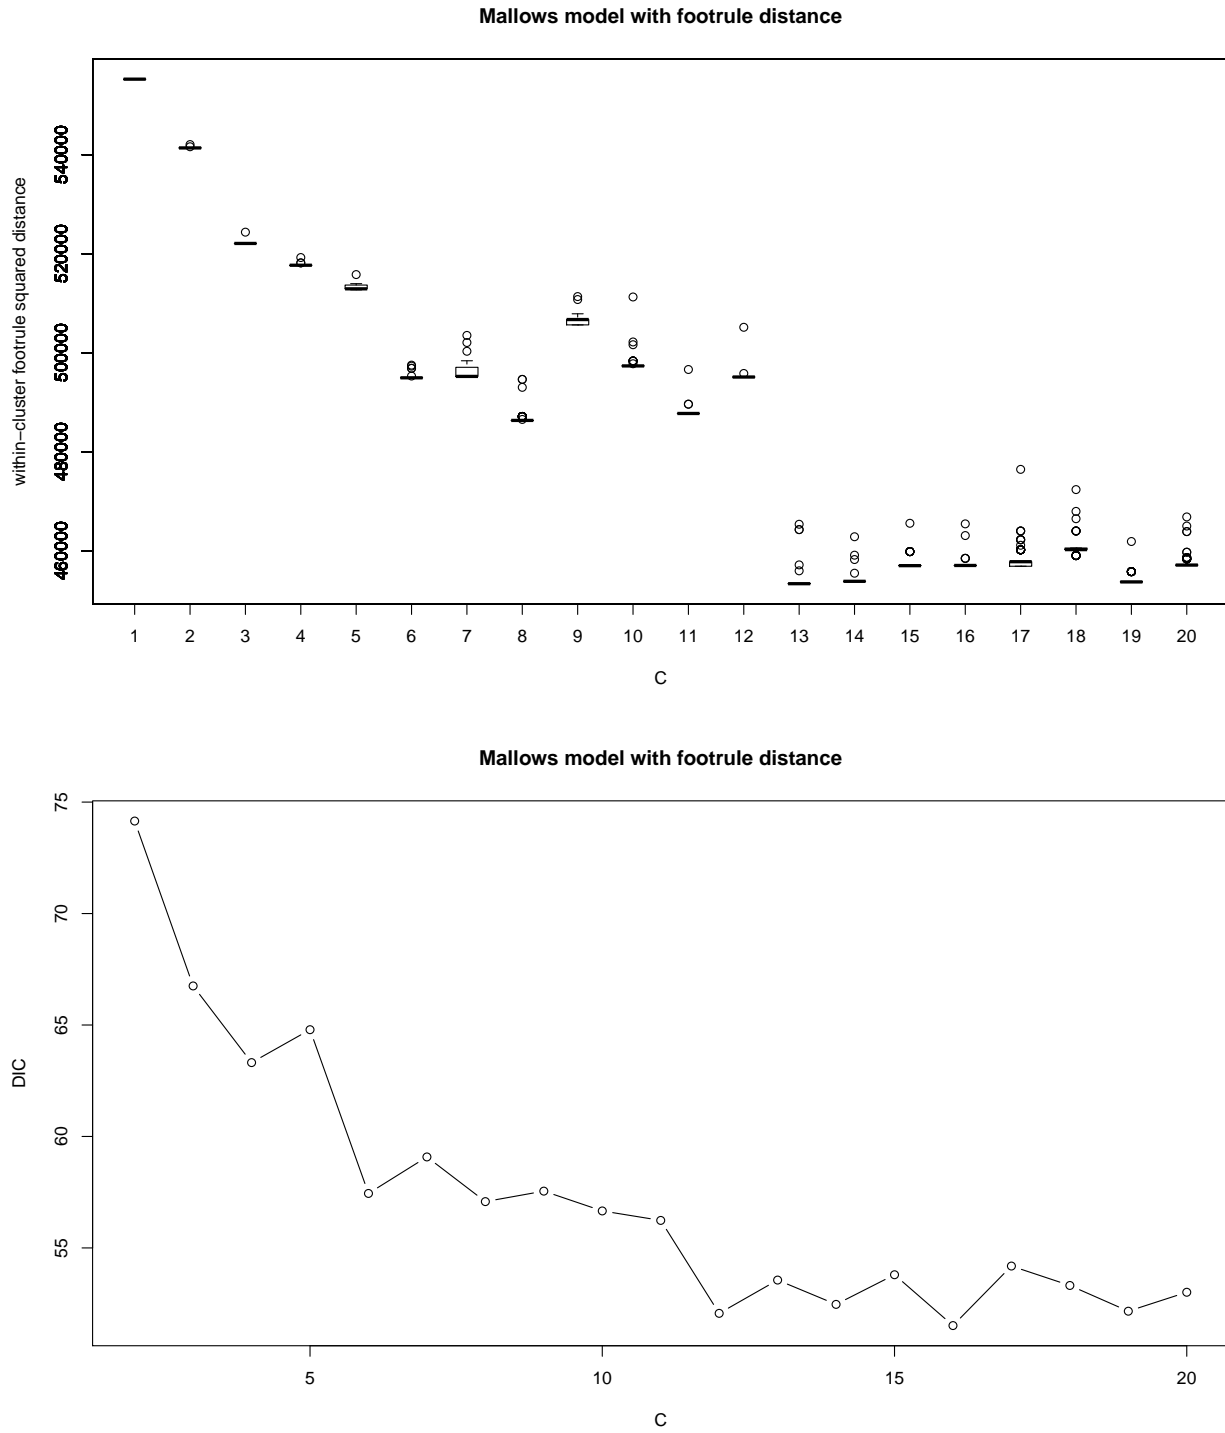 Mallows model with footrule distance
within−cluster footrule squared distance
540000
520000
500000
480000
460000
1 2 3 4 5 6 7 8 9 10 11 12 13 14 15 16 17 18 19 20
C
Mallows model with footrule distance
DIC
75
70
65
60
55
5 10 15 20
C